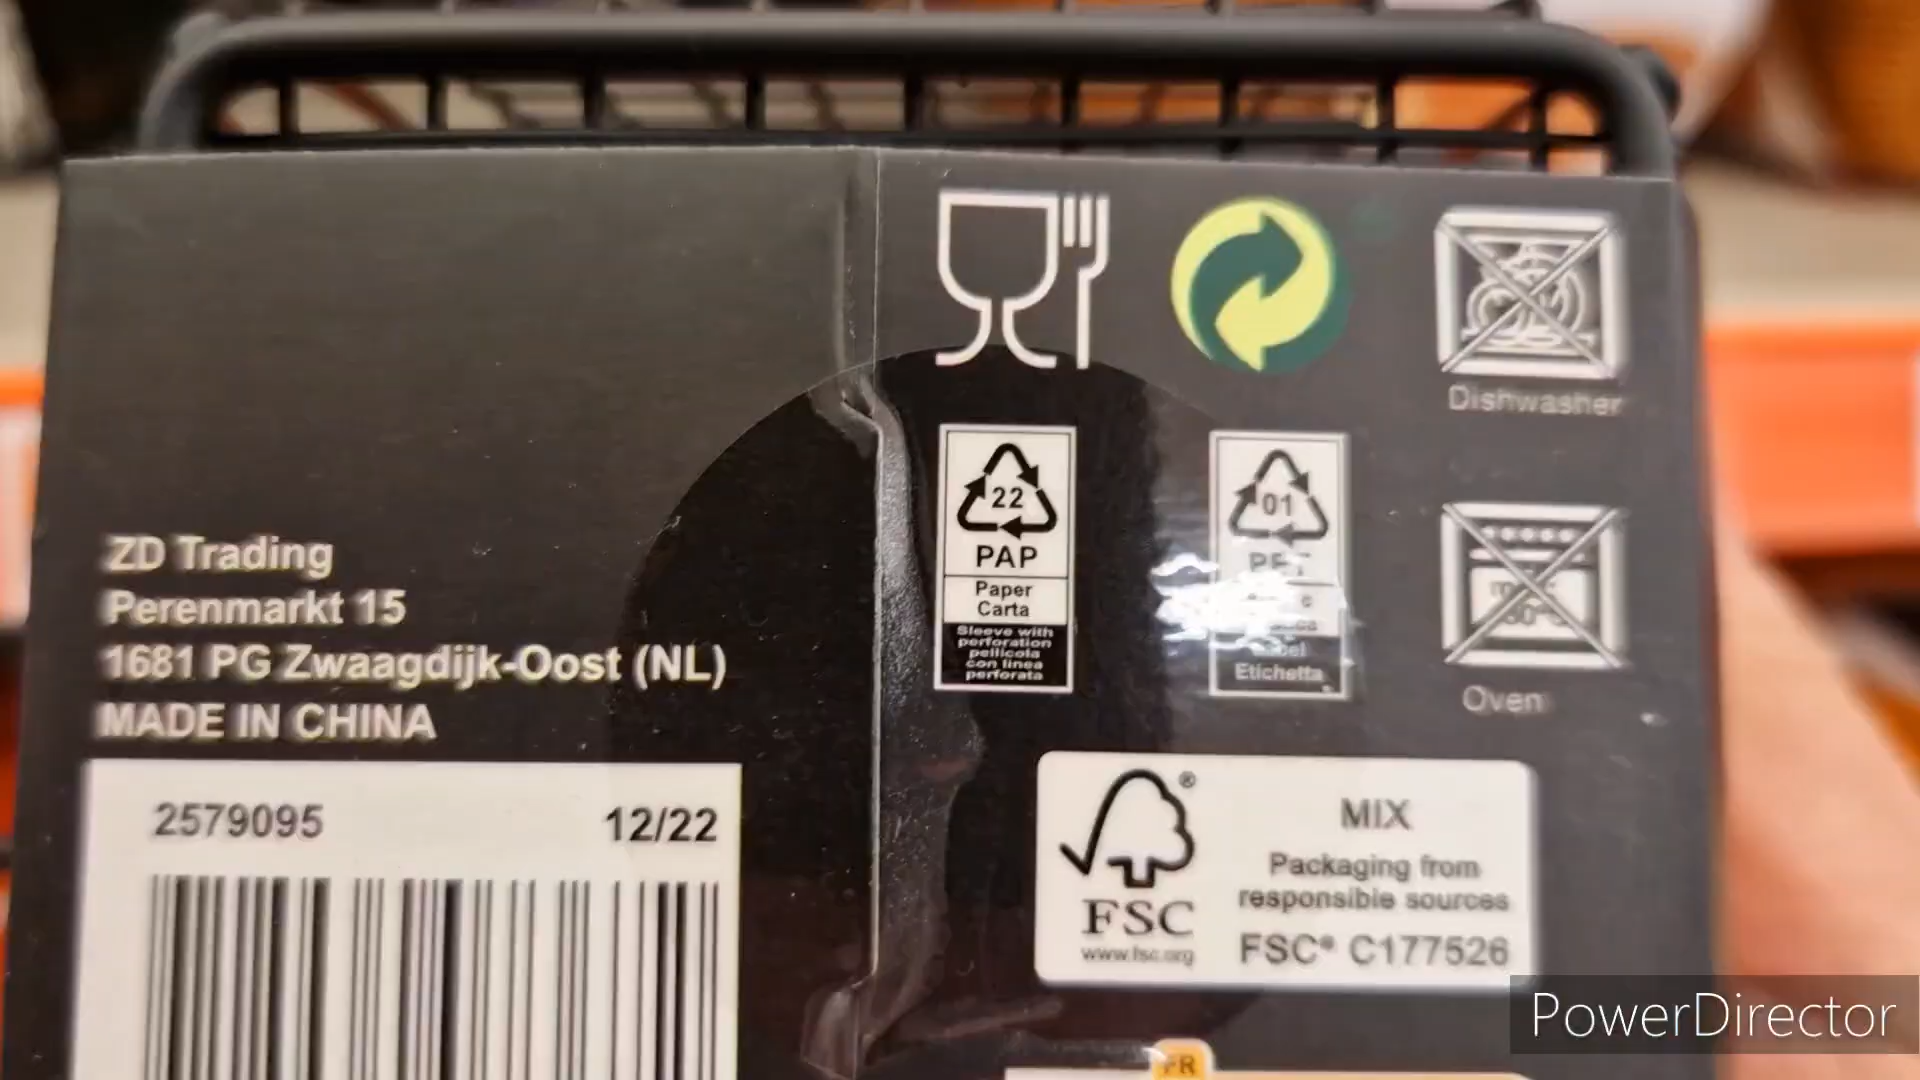 Dishwasher
22
PAP
Paper
Carta
Sleeve with
perforation
pellicola
con linea
perforata
01
PET
Etichetta
Oven
ZD Trading
Perenmarkt 15
1681 PG Zwaagdijk-Oost (NL)
MADE IN CHINA
2579095 12/22
®
FSC
www.fsc.org
MIX
Packaging from
responsible sources
FSC® C177526
FR
PowerDirector